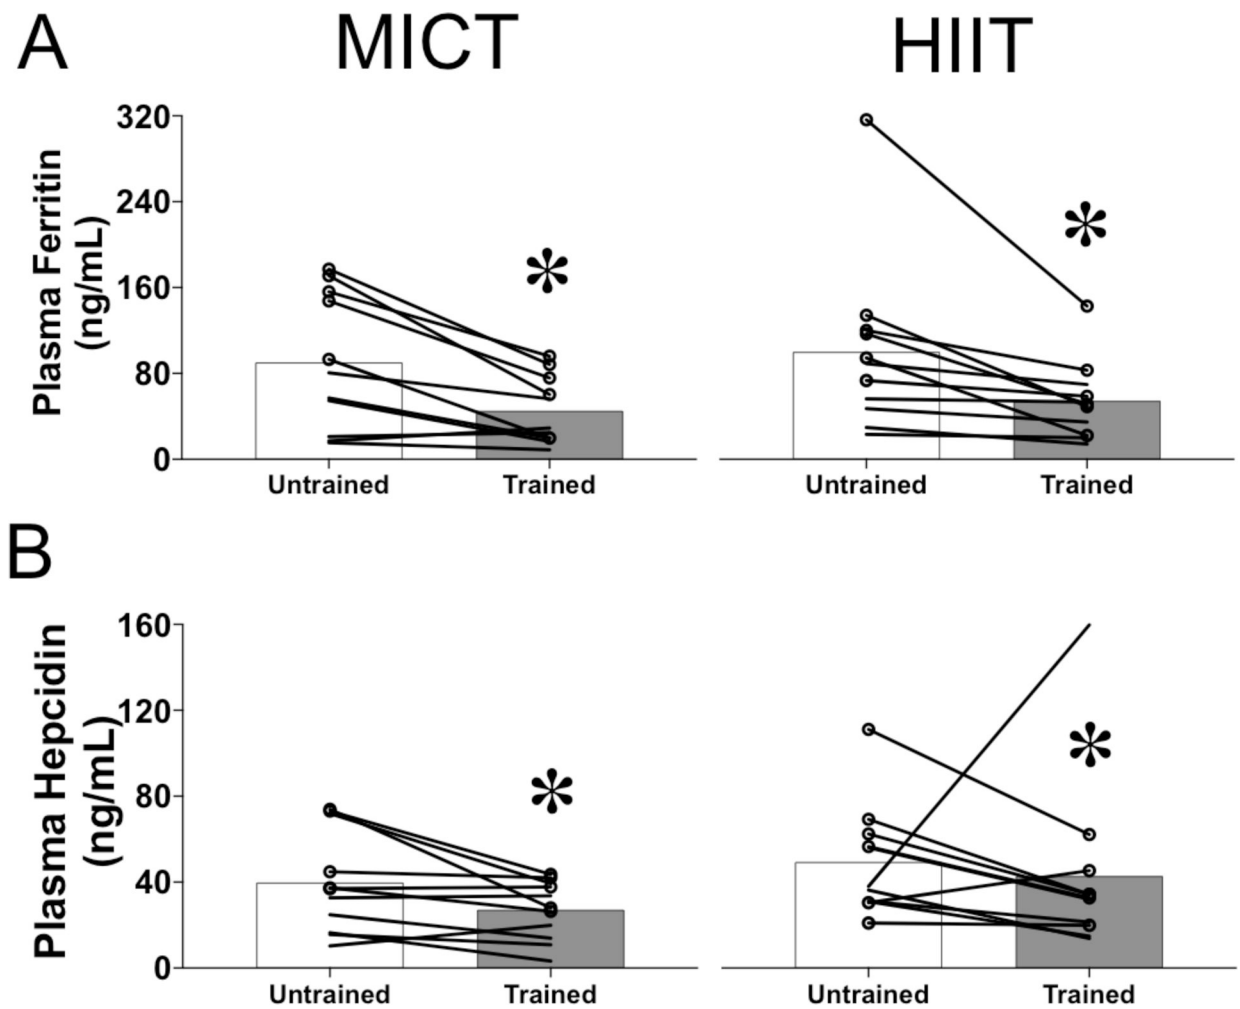 A
MICT
HIIT
Plasma Ferritin
(ng/mL)
320
240
160
80
0
*
*
Untrained
Trained
Untrained
Trained
B
Plasma Hepcidin
(ng/mL)
160
120
80
40
0
*
*
Untrained
Trained
Untrained
Trained